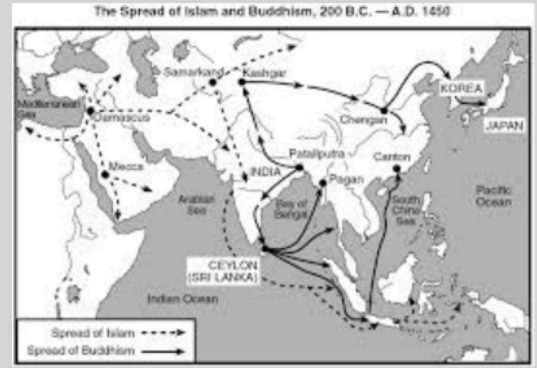 The Spread of Islam and Buddhism, 200 B.C. — A.D. 1450
Samarkand
Kashgar
Mediterranean
Sea
Damascus
KOREA
Chengan
JAPAN
Mecca
Pataliputra
Canton
INDIA
Pagan
Arabian
Sea
Bay of
Bengal
South
China
Sea
Pacific
Ocean
CEYLON
(SRI LANKA)
Indian Ocean
Spread of Islam
Spread of Buddhism